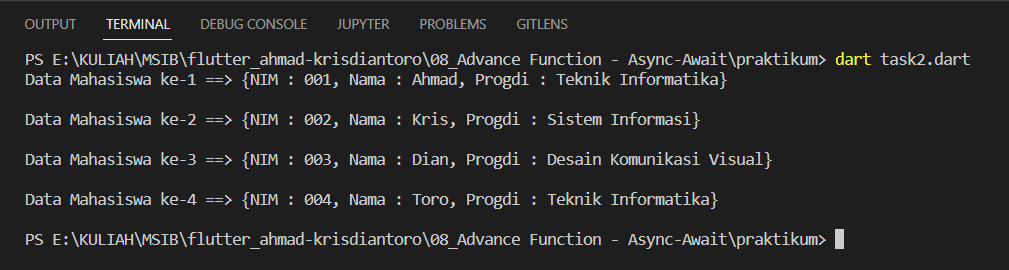 OUTPUT TERMINAL DEBUG CONSOLE JUPYTER PROBLEMS GITLENS
PS E:\KULIAH\MSIB\flutter_ahmad-krisdiantoro\08_Advance Function - Async-Await\praktikum> dart task2.dart
Data Mahasiswa ke-1 ==> {NIM : 001, Nama : Ahmad, Progdi : Teknik Informatika}
Data Mahasiswa ke-2 ==> {NIM : 002, Nama : Kris, Progdi : Sistem Informasi}
Data Mahasiswa ke-3 ==> {NIM : 003, Nama : Dian, Progdi : Desain Komunikasi Visual}
Data Mahasiswa ke-4 ==> {NIM : 004, Nama : Toro, Progdi : Teknik Informatika}
PS E:\KULIAH\MSIB\flutter_ahmad-krisdiantoro\08_Advance Function - Async-Await\praktikum>